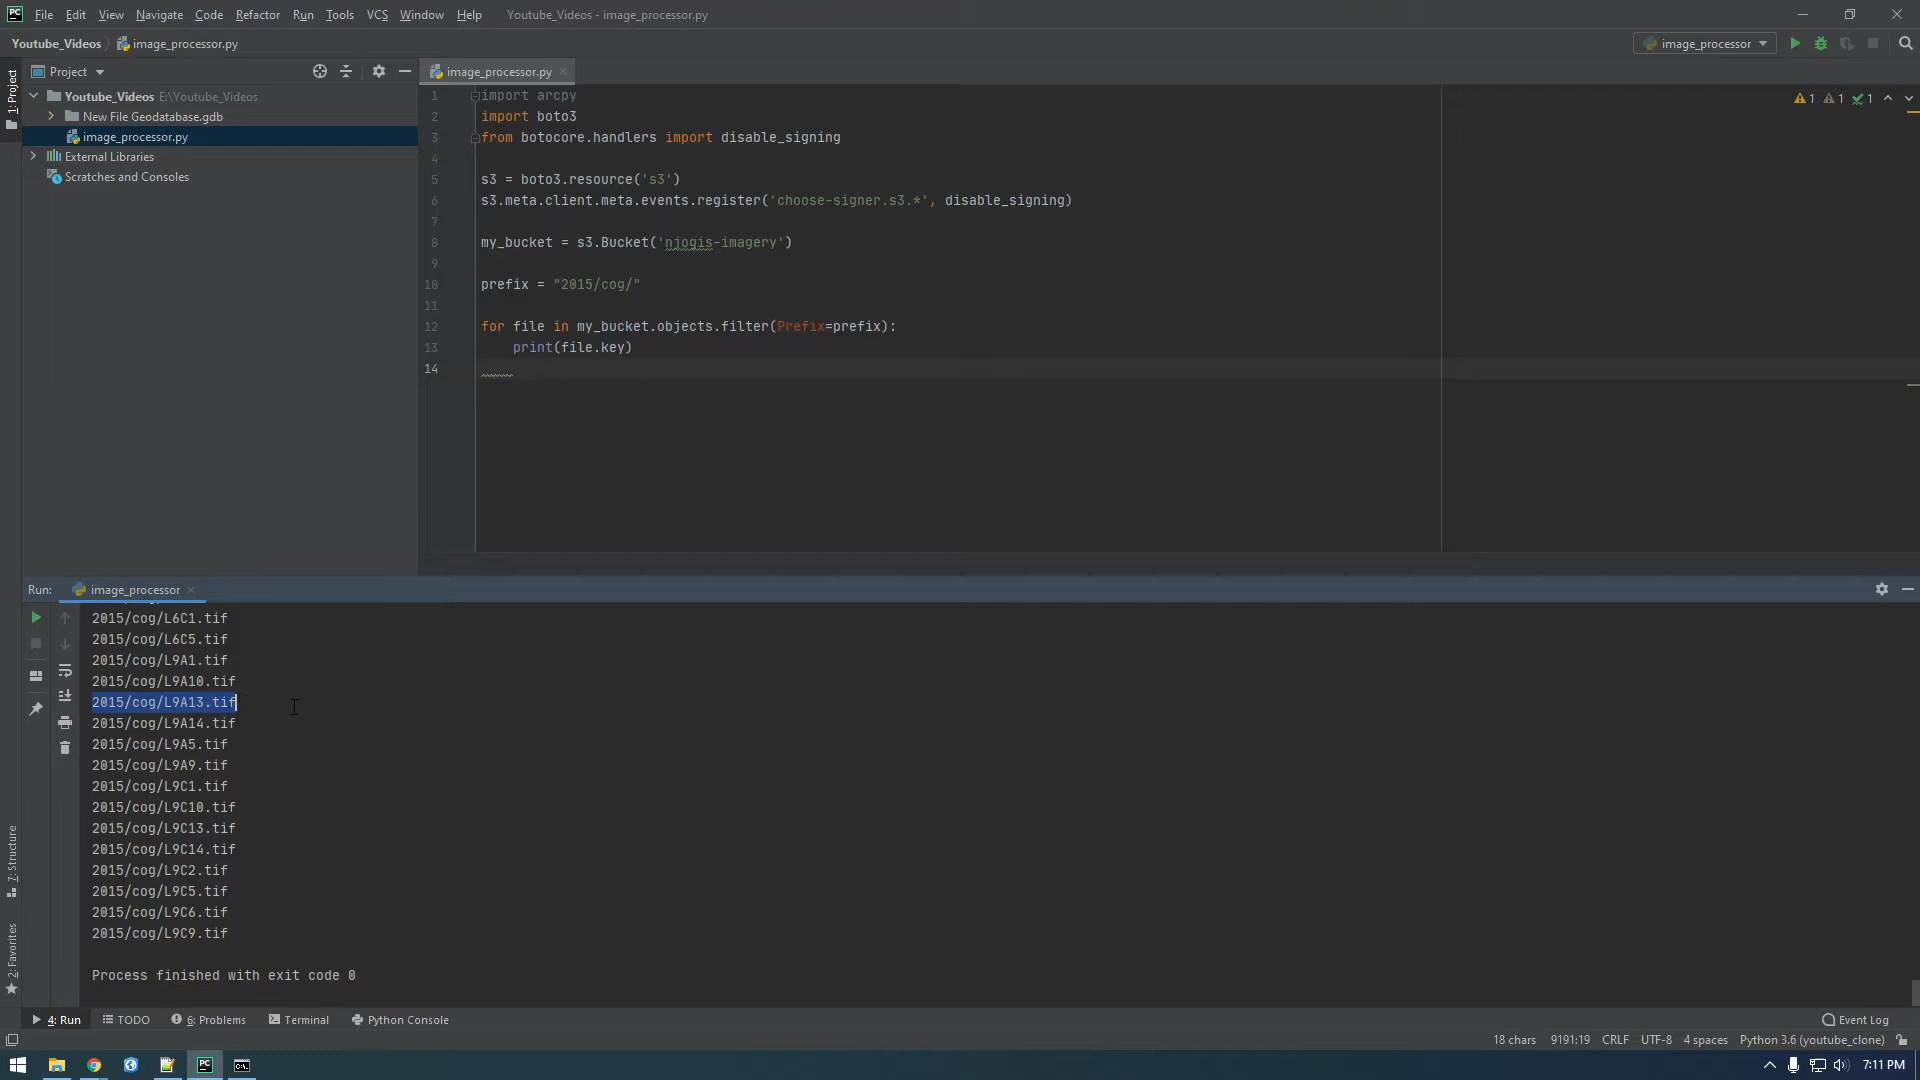 File Edit View Navigate Code Refactor Run Tools VCS Window Help Youtube_Videos - image_processor.py
Youtube_Videos image_processor.py image_processor
1: Project
Project
image_processor.py
Youtube_Videos E:\Youtube_Videos
New File Geodatabase.gdb
image_processor.py
External Libraries
Scratches and Consoles
1 import arcpy
2 import boto3
3 from botocore.handlers import disable_signing
4
5 s3 = boto3.resource('s3')
6 s3.meta.client.meta.events.register('choose-signer.s3.*', disable_signing)
7
8 my_bucket = s3.Bucket('njogis-imagery')
9
10 prefix = "2015/cog/"
11
12 for file in my_bucket.objects.filter(Prefix=prefix):
13 print(file.key)
14
1 1 1
Run: image_processor
2015/cog/L6C1.tif
2015/cog/L6C5.tif
2015/cog/L9A1.tif
2015/cog/L9A10.tif
2015/cog/L9A13.tif
2015/cog/L9A14.tif
2015/cog/L9A5.tif
2015/cog/L9A9.tif
2015/cog/L9C1.tif
2015/cog/L9C10.tif
2015/cog/L9C13.tif
2015/cog/L9C14.tif
2015/cog/L9C2.tif
2015/cog/L9C5.tif
2015/cog/L9C6.tif
2015/cog/L9C9.tif
Process finished with exit code 0
7: Structure
2: Favorites
4: Run TODO 6: Problems Terminal Python Console Event Log
18 chars 9191:19 CRLF UTF-8 4 spaces Python 3.6 (youtube_clone)
7:11 PM